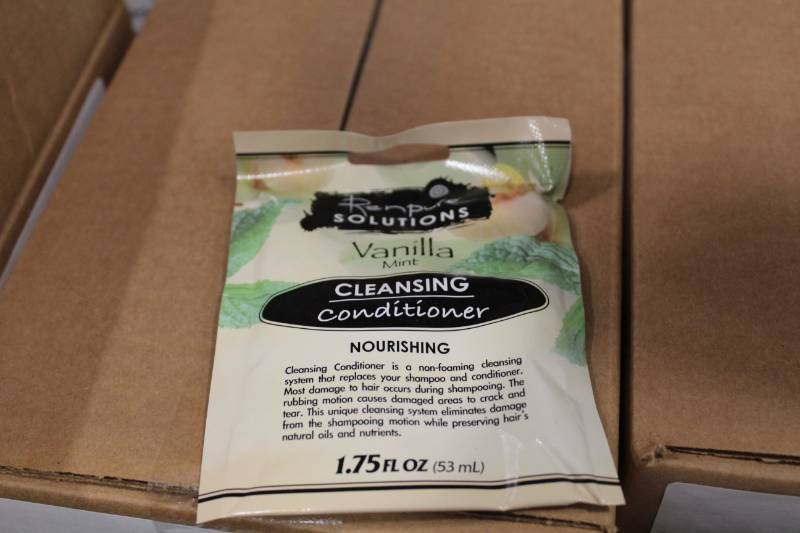 Renpure
SOLUTIONS
Vanilla
Mint
CLEANSING
Conditioner
NOURISHING
Cleansing Conditioner is a non-foaming cleansing
system that replaces your shampoo and conditioner.
Most damage to hair occurs during shampooing. The
rubbing motion causes damaged areas to crack and
tear. This unique cleansing system eliminates damage
from the shampooing motion while preserving hair's
natural oils and nutrients.
1.75 FL OZ (53 mL)